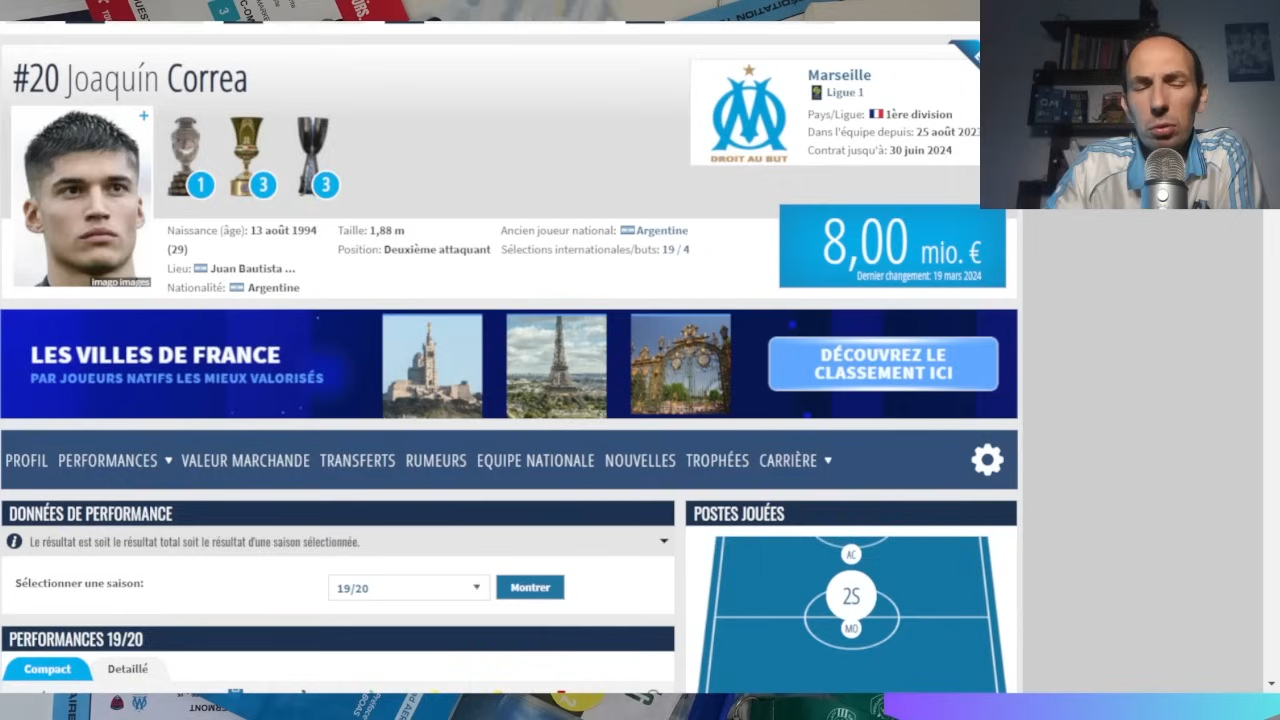 #20 Joaquín Correa
1
3
3
DROIT AU BUT
Marseille
Ligue 1
Pays/Ligue: 1ère division
Dans l'équipe depuis: 25 août 2023
Contrat jusqu'à: 30 juin 2024
imago images
Naissance (âge): 13 août 1994
(29)
Lieu: Juan Bautista ...
Nationalité: Argentine
Taille: 1,88 m
Position: Deuxième attaquant
Ancien joueur national: Argentine
Sélections internationales/buts: 19 / 4
8,00 mio. €
Dernier changement: 19 mars 2024
LES VILLES DE FRANCE
PAR JOUEURS NATIFS LES MIEUX VALORISÉS
DÉCOUVREZ LE
CLASSEMENT ICI
PROFIL PERFORMANCES VALEUR MARCHANDE TRANSFERTS RUMEURS EQUIPE NATIONALE NOUVELLES TROPHÉES CARRIÈRE
DONNÉES DE PERFORMANCE
Le résultat est soit le résultat total soit le résultat d'une saison sélectionnée.
Sélectionner une saison:
19/20
Montrer
PERFORMANCES 19/20
Compact
Detaillé
POSTES JOUÉES
AC
2S
MO